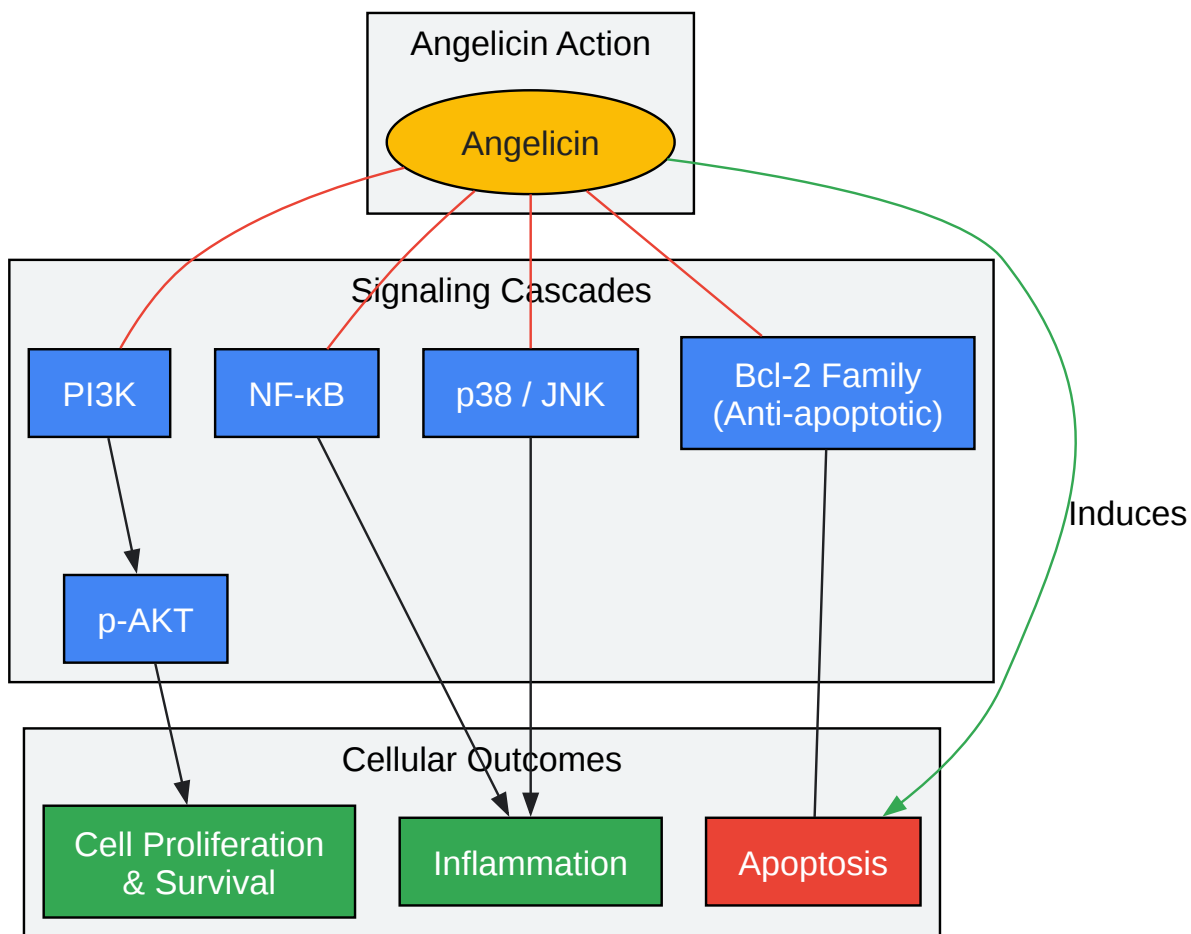 Angelicin Action
Angelicin
Signaling Cascades
PI3K
NF-κB
p38 / JNK
Bcl-2 Family
(Anti-apoptotic)
Induces
p-AKT
Cellular Outcomes
Cell Proliferation
& Survival
Inflammation
Apoptosis